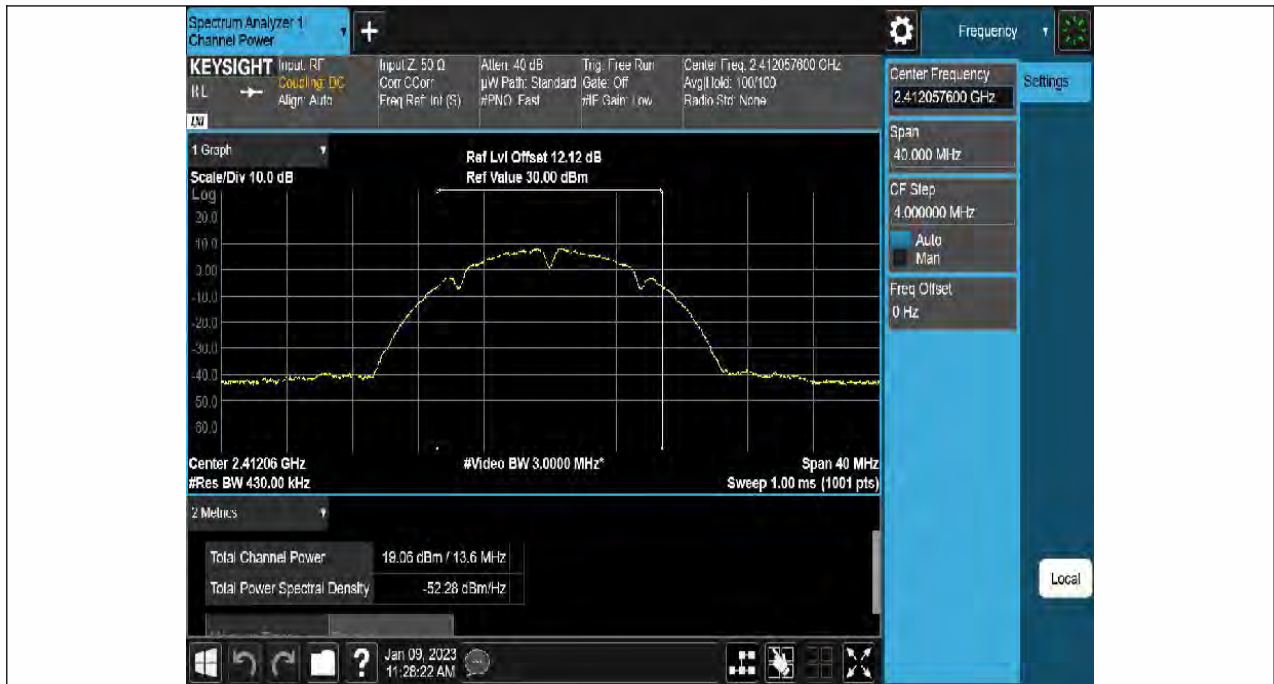 Spectrum Analyzer 1
Channel Power
+
Frequency
KEYSIGHT Input: RF
Coupling: DC
Align: Auto
RL
LXI
Input Z: 50 Ω
Corr CCorr
Freq Ref: Int (S)
Atten: 40 dB
µW Path: Standard
#PNO: Fast
Trig: Free Run
Gate: Off
#IF Gain: Low
Center Freq: 2.412057600 GHz
Avg|Hold: 100/100
Radio Std: None
Center Frequency
2.412057600 GHz
Settings
Span
40.000 MHz
CF Step
4.000000 MHz
Auto
Man
Freq Offset
0 Hz
1 Graph
Scale/Div 10.0 dB
Ref Lvl Offset 12.12 dB
Ref Value 30.00 dBm
Log
20.0
10.0
0.00
-10.0
-20.0
-30.0
-40.0
-50.0
-60.0
Center 2.41206 GHz
#Res BW 430.00 kHz
#Video BW 3.0000 MHz*
Span 40 MHz
Sweep 1.00 ms (1001 pts)
2 Metrics
Total Channel Power 19.06 dBm / 13.6 MHz
Total Power Spectral Density -52.28 dBm/Hz
Local
?
Jan 09, 2023
11:28:22 AM